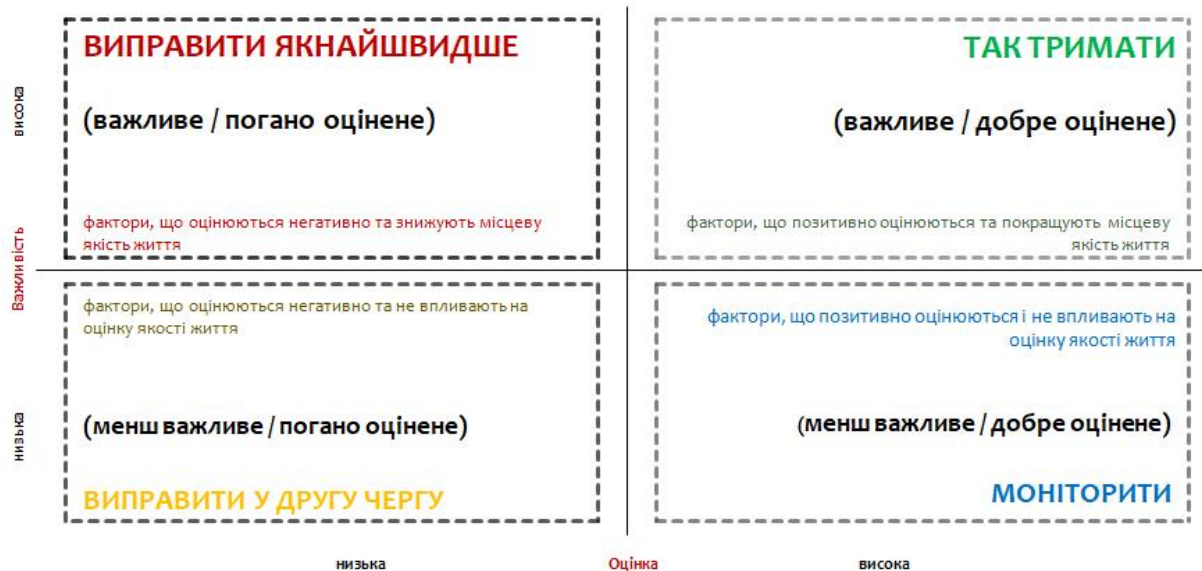 ВИПРАВИТИ ЯКНАЙШВИДШЕ
(важливе / погано оцінене)
фактори, що оцінюються негативно та знижують місцеву
якість життя
ТАК ТРИМАТИ
(важливе / добре оцінене)
фактори, що позитивно оцінюються та покращують місцеву
якість життя
висока
Важливість
низька
фактори, що оцінюються негативно та не впливають на
оцінку якості життя
(менш важливе / погано оцінене)
ВИПРАВИТИ У ДРУГУ ЧЕРГУ
фактори, що позитивно оцінюються і не впливають на
оцінку якості життя
(менш важливе / добре оцінене)
МОНІТОРИТИ
низька
Оцінка
висока